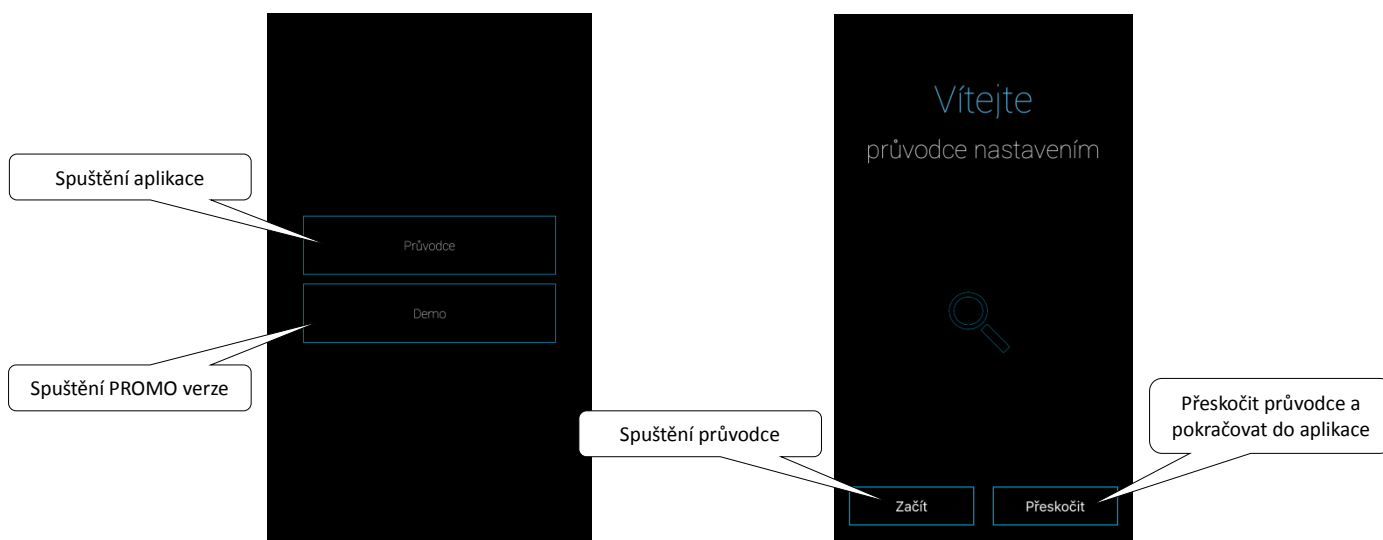 Spuštění aplikace
Průvodce
Demo
Spuštění PROMO verze
Vítejte
průvodce nastavením
Spuštění průvodce
Přeskočit průvodce a
pokračovat do aplikace
Začít
Přeskočit